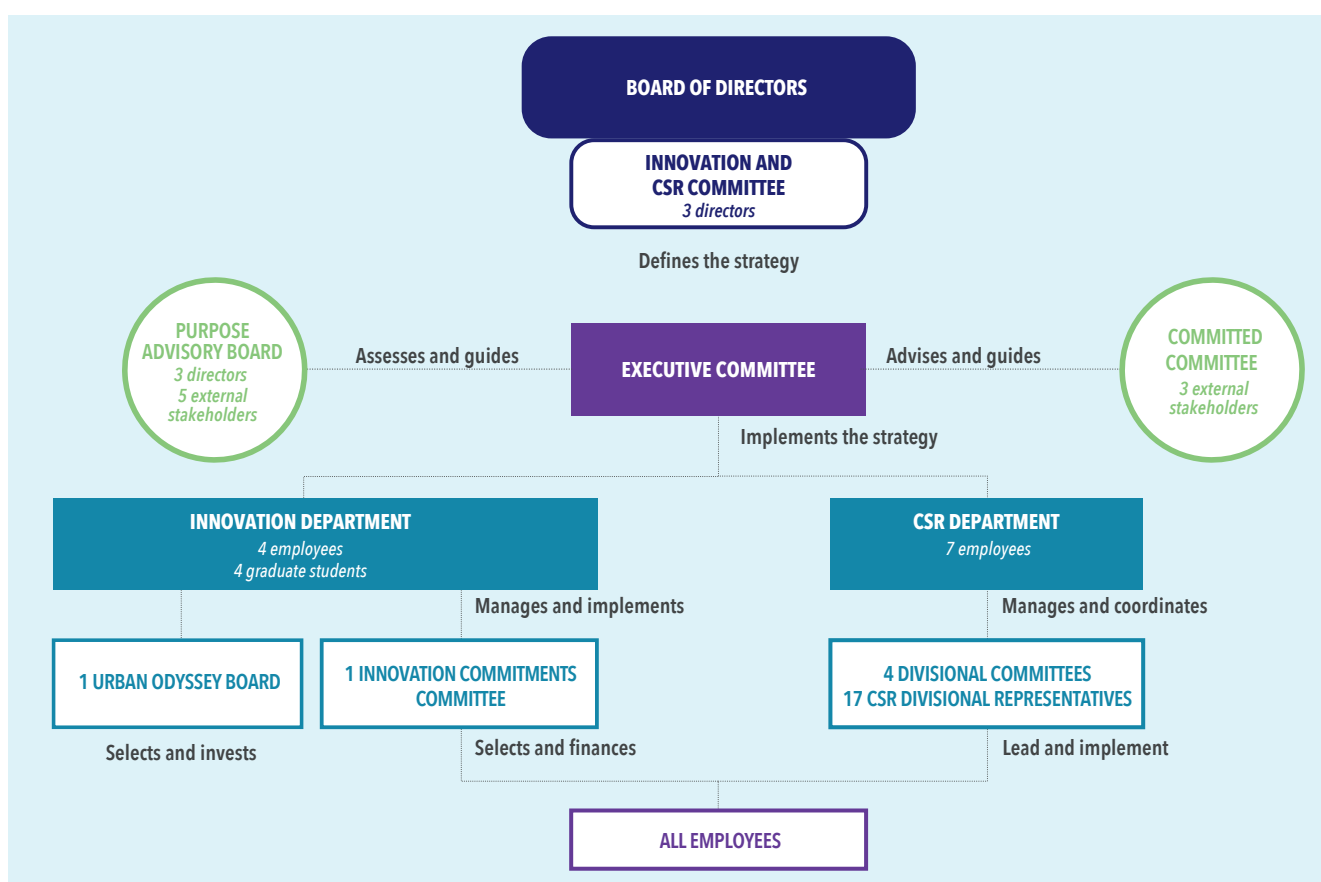 BOARD OF DIRECTORS
INNOVATION AND
CSR COMMITTEE
3 directors
Defines the strategy
PURPOSE
ADVISORY BOARD
3 directors
5 external
stakeholders
Assesses and guides
EXECUTIVE COMMITTEE
Advises and guides
COMMITTED
COMMITTEE
3 external
stakeholders
Implements the strategy
INNOVATION DEPARTMENT
4 employees
4 graduate students
CSR DEPARTMENT
7 employees
Manages and implements
Manages and coordinates
1 URBAN ODYSSEY BOARD
1 INNOVATION COMMITMENTS
COMMITTEE
4 DIVISIONAL COMMITTEES
17 CSR DIVISIONAL REPRESENTATIVES
Selects and invests
Selects and finances
Lead and implement
ALL EMPLOYEES